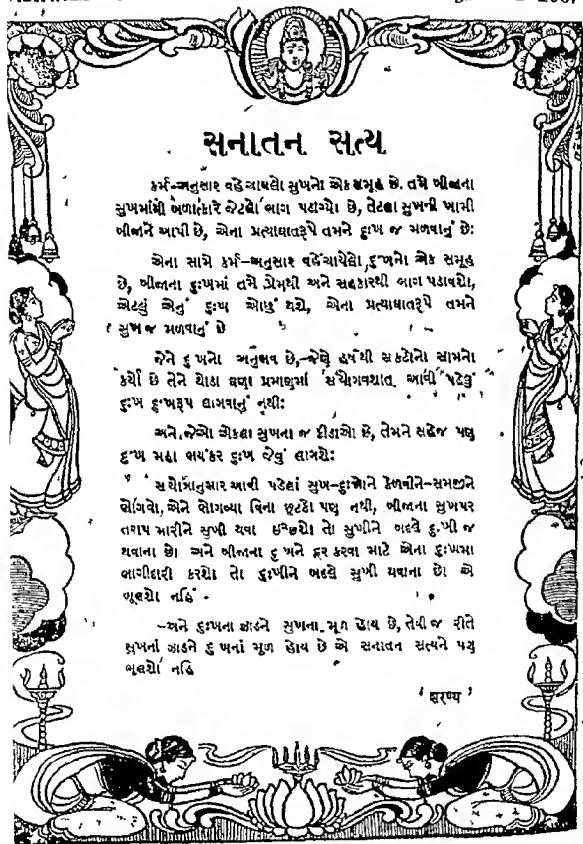 સનાતન સત્ય
કર્મ-અનુસાર વહેંચાયલો સુખનો એક સમૂહ છે. તમે બીજાના
સુખમાંથી બળાત્કારે જેટલો ભાગ પડાવ્યો છે, તેટલા સુખની ખામી
બીજાને આપી છે, એના પ્રત્યાઘાતરૂપે તમને દુઃખ જ મળવાનું છે:
એના સામે કર્મ-અનુસાર વહેંચાયેલો દુઃખનો એક સમૂહ
છે, બીજાના દુઃખમાં તમે પ્રેમથી અને સહકારથી ભાગ પડાવશો,
એટલું એનું દુઃખ ઓછું થશે, એના પ્રત્યાઘાતરૂપે તમને
સુખ જ મળવાનું છે
જેને દુ ખનો અનુભવ છે,-જેણે હર્ષથી સકટોનો સામનો
કર્યો છે તેને થોડા ઘણા પ્રમાણમાં સંયોગવશાત્ આવી પડેલું
દુઃખ દુઃખરૂપ લાગવાનું નથી:
અને જેઓ એકલા સુખના જ કીડાઓ છે, તેમને સહેજ પણ
દુઃખ મહા ભયંકર દુઃખ જેવું લાગશે:
સયોગાનુસાર આવી પડેલાં સુખ-દુઃખોને કેળવીને-સમજીને
ભોગવો, એને ભોગવ્યા વિના છૂટકો પણ નથી, બીજાના સુખપર
તરાપ મારીને સુખી થવા ઇચ્છશો તો સુખીને બદલે દુ.ખી જ
થવાના છો અને બીજાના દુ ખને દૂર કરવા માટે એના દુઃખમા
ભાગીદારી કરશો તો દુઃખીને બદલે સુખી થવાના છો એ
ભૂલશો નહિ
-અને દુઃખના ઝાડને સુખના મૂળ હોય છે, તેવી જ રીતે
સુખનાં ઝાડને દુ ખનાં મૂળ હોય છે એ સનાતન સત્યને પણ
ભૂલશો નહિ
'શરણ્ય'